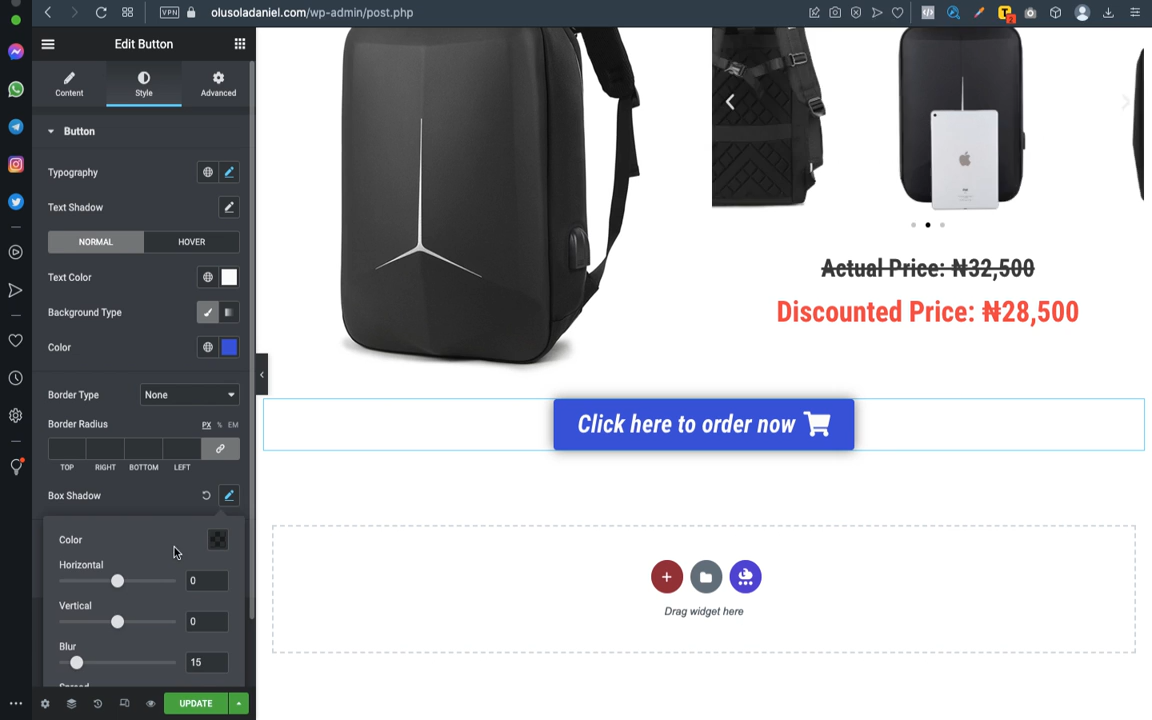 VPN olusoladaniel.com/wp-admin/post.php
2
Edit Button
Content Style Advanced
Button
Typography
Text Shadow
NORMAL HOVER
Text Color
Background Type
Color
Border Type None
Border Radius PX % EM
TOP RIGHT BOTTOM LEFT
Box Shadow
Color
Horizontal
0
Vertical
0
Blur
15
UPDATE
Actual Price: ₦32,500
Discounted Price: ₦28,500
Click here to order now
Drag widget here